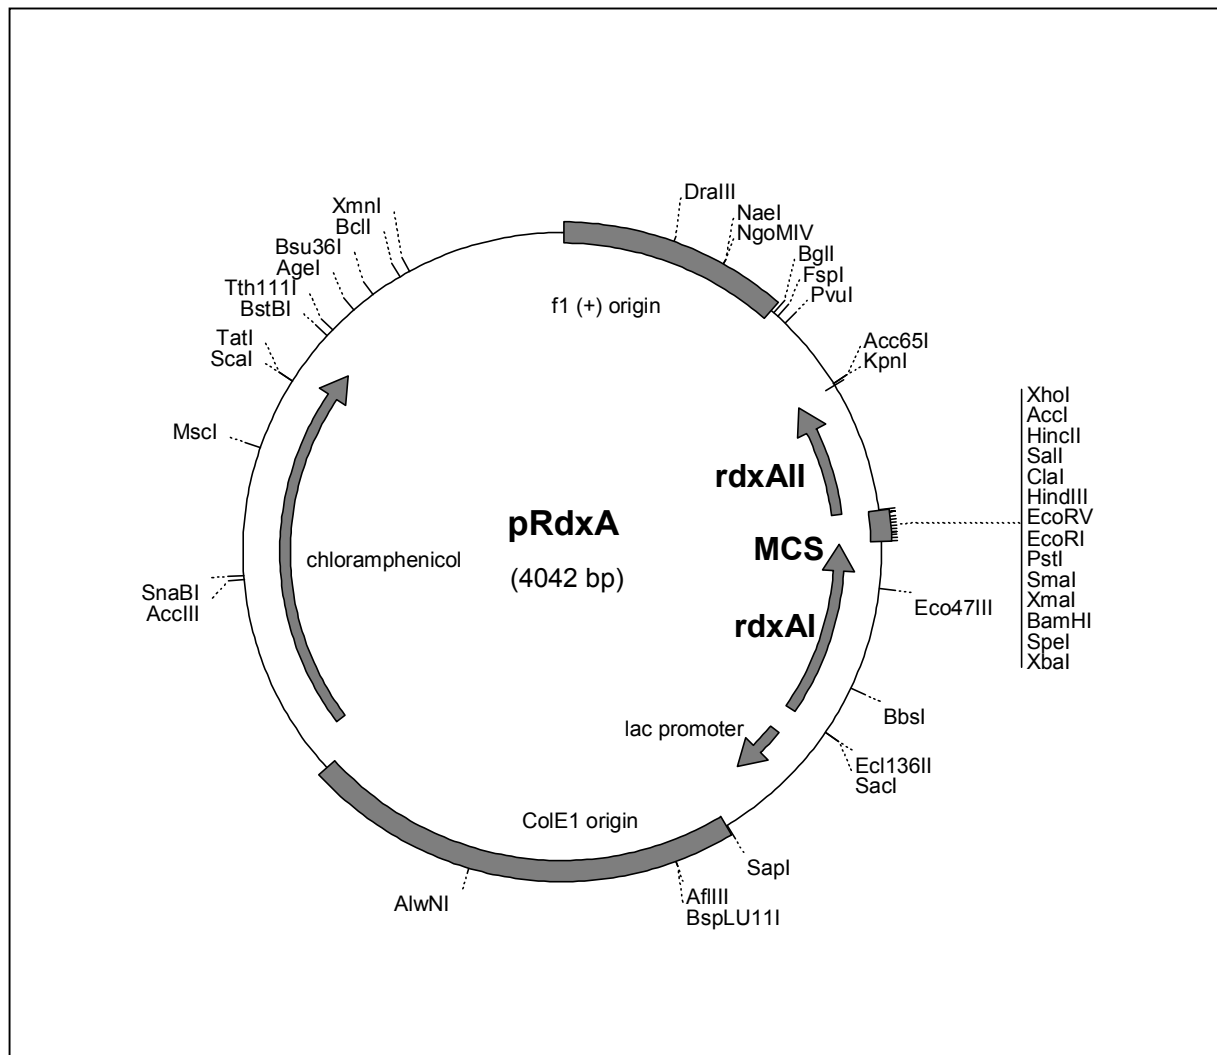 DraIII
XmnI
NaeI
BclI
NgoMIV
Bsu36I
BglI
AgeI
FspI
Tth111I
PvuI
BstBI
f1 (+) origin
TatI
Acc65I
ScaI
KpnI
XhoI
AccI
MscI
HincII
SalI
rdxAII
ClaI
HindIII
pRdxA
EcoRV
EcoRI
MCS
chloramphenicol
PstI
(4042 bp)
SmaI
SnaBI
XmaI
Eco47III
AccIII
BamHI
rdxAI
SpeI
XbaI
BbsI
lac promoter
Ecl136II
SacI
ColE1 origin
SapI
AflIII
AlwNI
BspLU11I